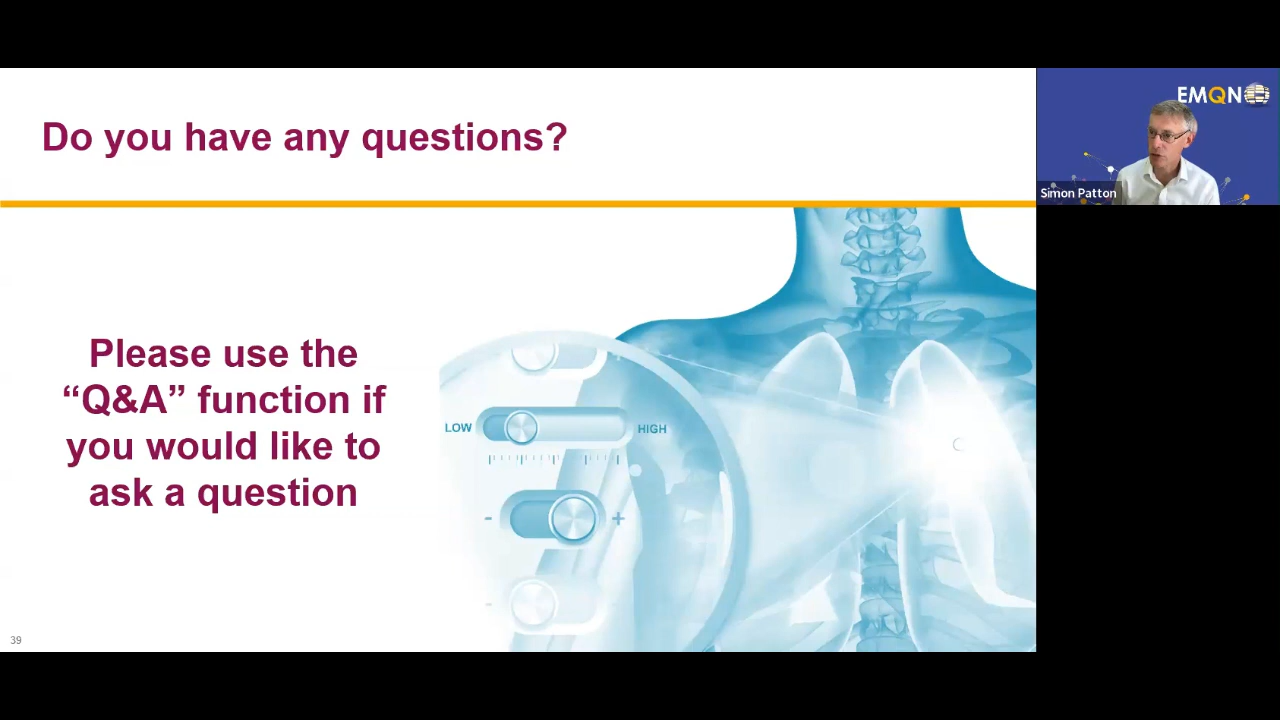 Do you have any questions?
EMQN
Simon Patton
Please use the
“Q&A” function if
you would like to
ask a question
LOW
HIGH
-
+
-
39